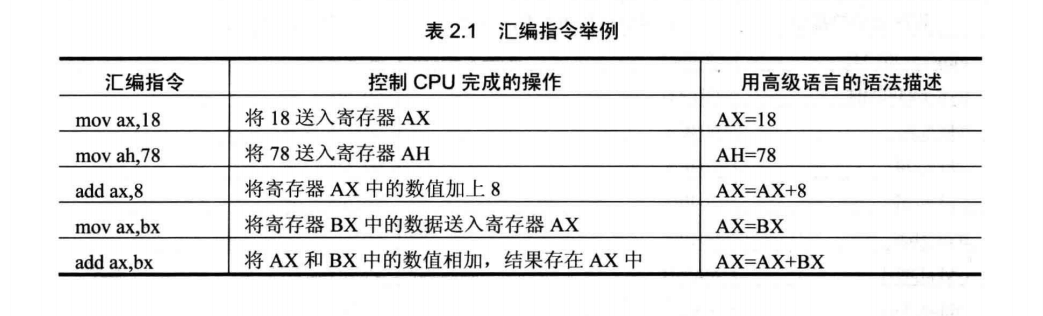 表 2.1 汇编指令举例
汇编指令 控制 CPU 完成的操作 用高级语言的语法描述
mov ax,18 将 18 送入寄存器 AX AX=18
mov ah,78 将 78 送入寄存器 AH AH=78
add ax,8 将寄存器 AX 中的数值加上 8 AX=AX+8
mov ax,bx 将寄存器 BX 中的数据送入寄存器 AX AX=BX
add ax,bx 将 AX 和 BX 中的数值相加，结果存在 AX 中 AX=AX+BX